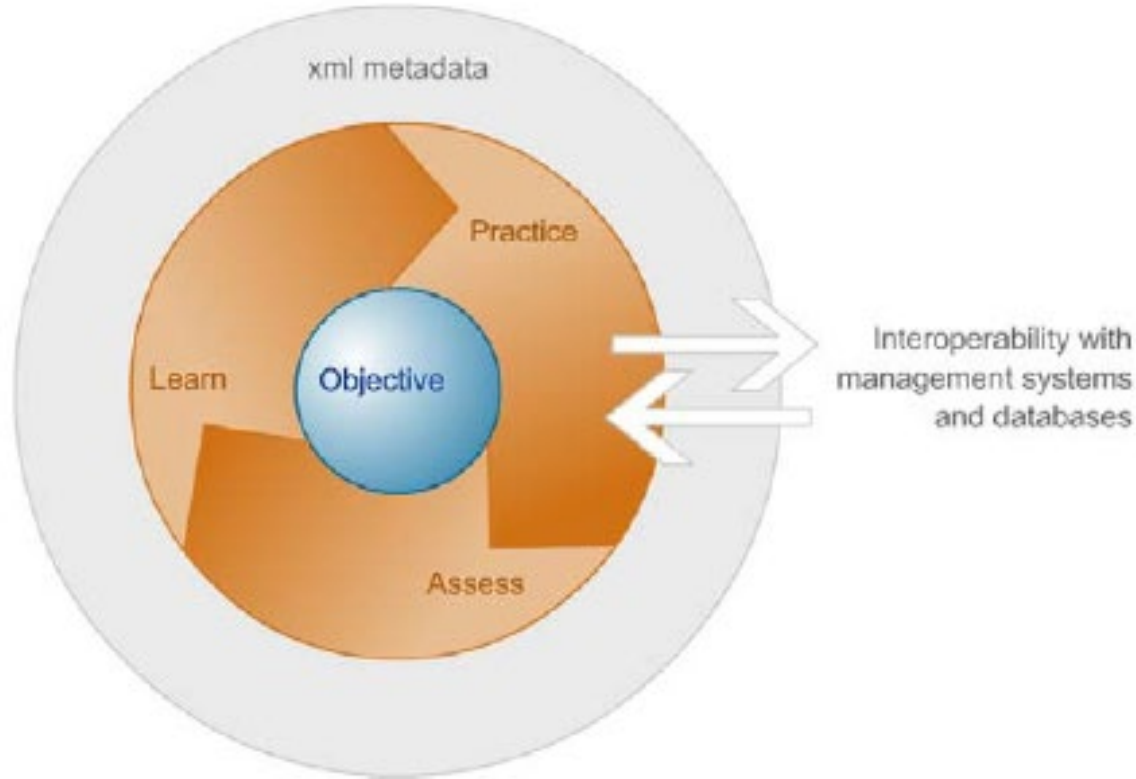 xml metadata
Practice
Learn
Objective
Assess
Interoperability with
management systems
and databases